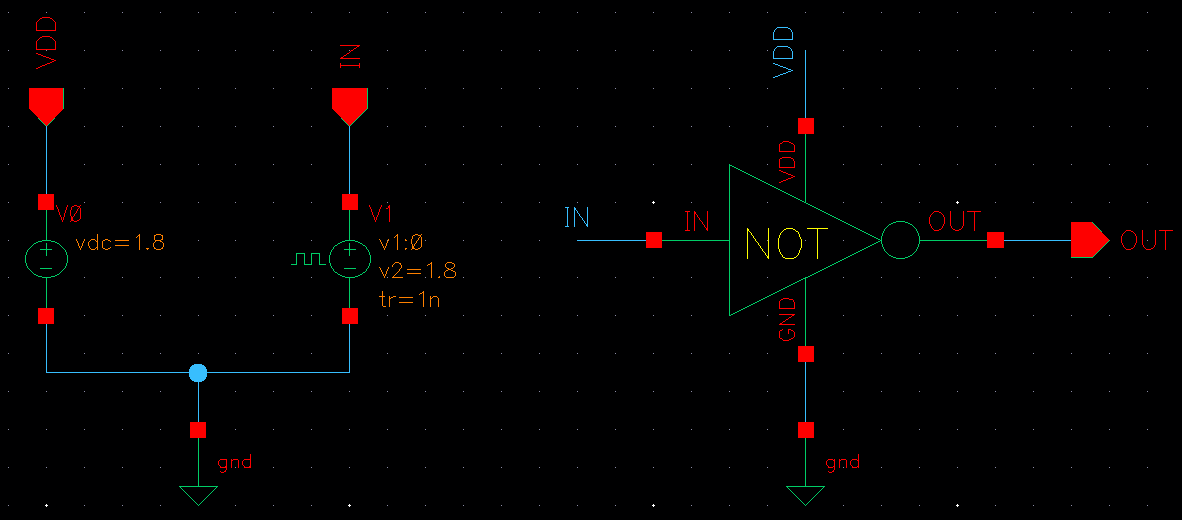 VDD
IN
V0
vdc=1.8
V1
v1:0
v2=1.8
tr=1n
gnd
VDD
VDD
IN
IN
NOT
OUT
OUT
GND
gnd